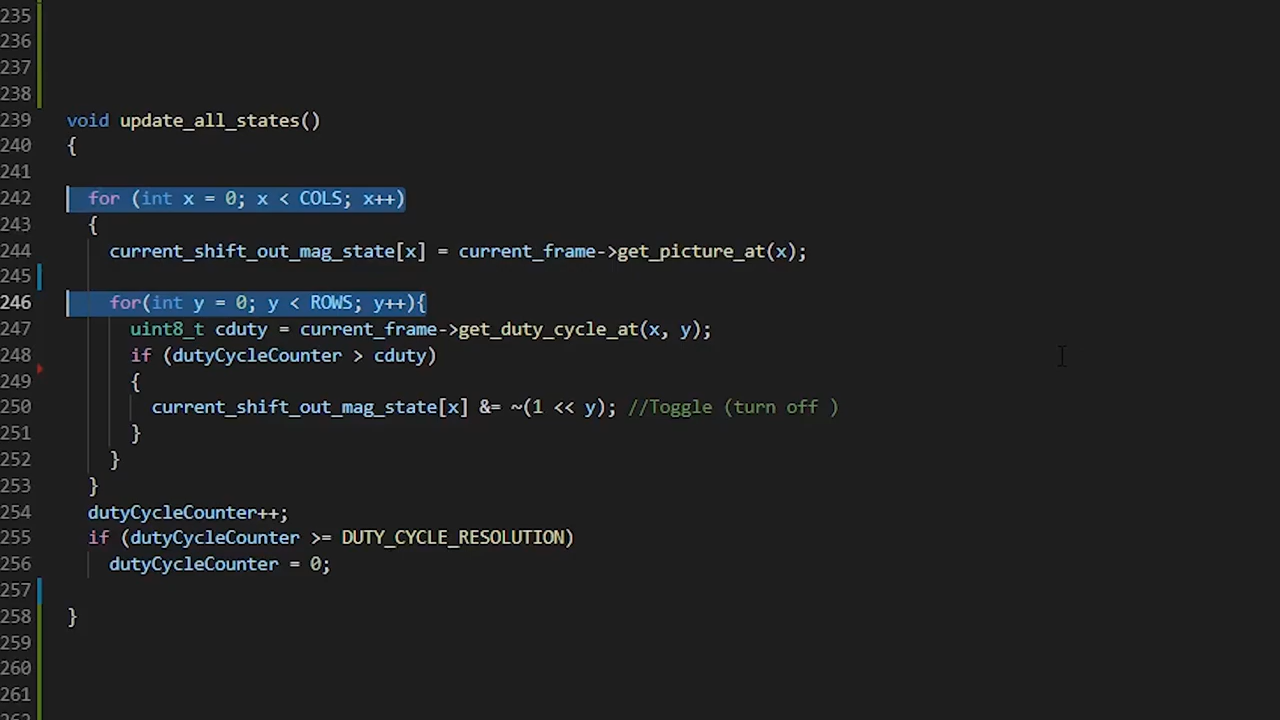 235
236
237
238
239 void update_all_states()
240 {
241
242 for (int x = 0; x < COLS; x++)
243 {
244 current_shift_out_mag_state[x] = current_frame->get_picture_at(x);
245
246 for(int y = 0; y < ROWS; y++){
247 uint8_t cduty = current_frame->get_duty_cycle_at(x, y);
248 if (dutyCycleCounter > cduty)
249 {
250 current_shift_out_mag_state[x] &= ~(1 << y); //Toggle (turn off )
251 }
252 }
253 }
254 dutyCycleCounter++;
255 if (dutyCycleCounter >= DUTY_CYCLE_RESOLUTION)
256 dutyCycleCounter = 0;
257
258 }
259
260
261
262